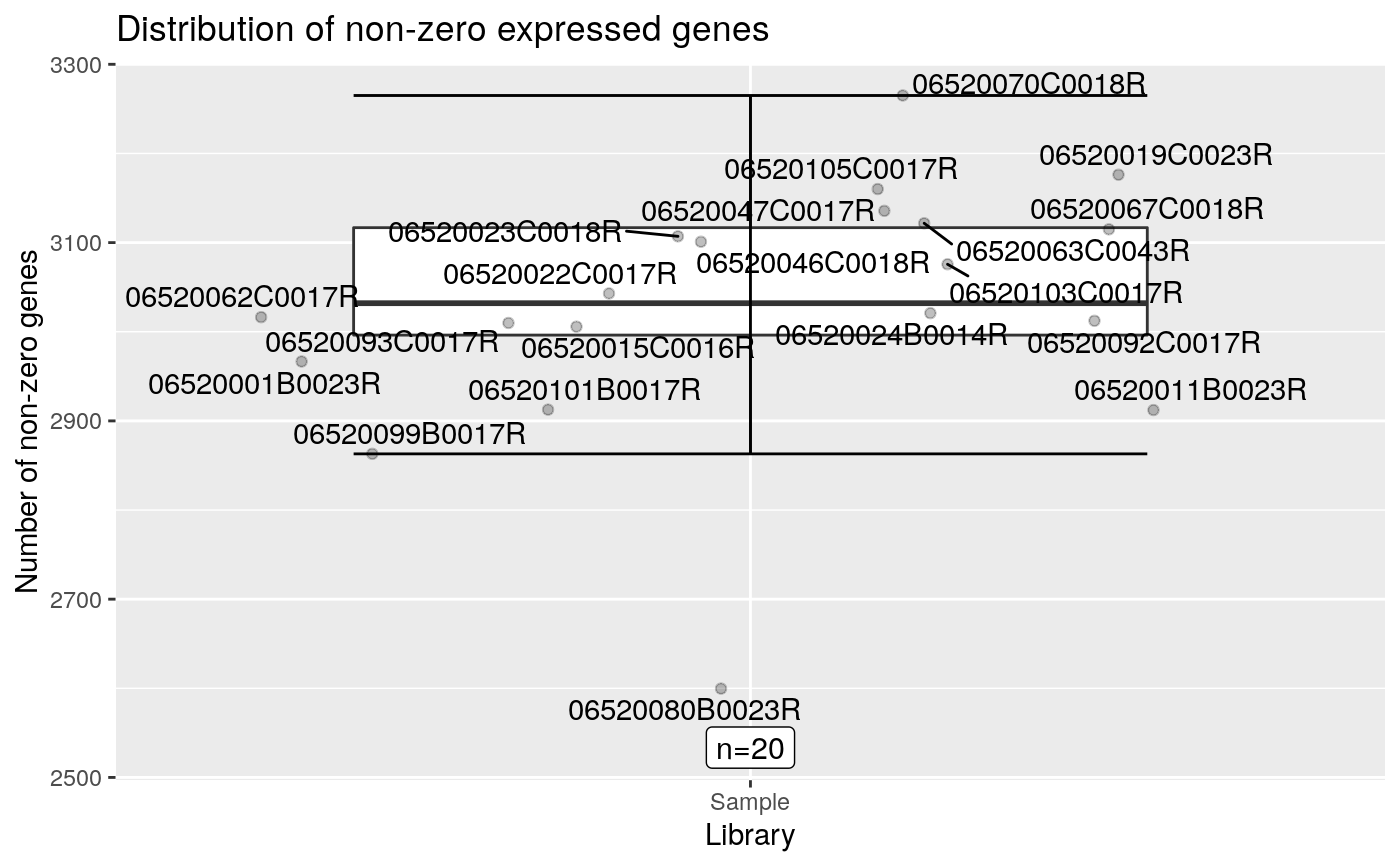 Distribution of non-zero expressed genes
3300
06520070C0018R
06520019C0023R
06520105C0017R
06520047C0017R
06520067C0018R
06520023C0018R
3100
06520063C0043R
06520046C0018R
06520022C0017R
06520062C0017R
06520103C0017R
06520024B0014R
06520093C0017R
06520015C0016R
06520092C0017R
06520001B0023R
06520101B0017R
06520011B0023R
2900
06520099B0017R
Number of non-zero genes
2700
06520080B0023R
n=20
2500
Sample
Library